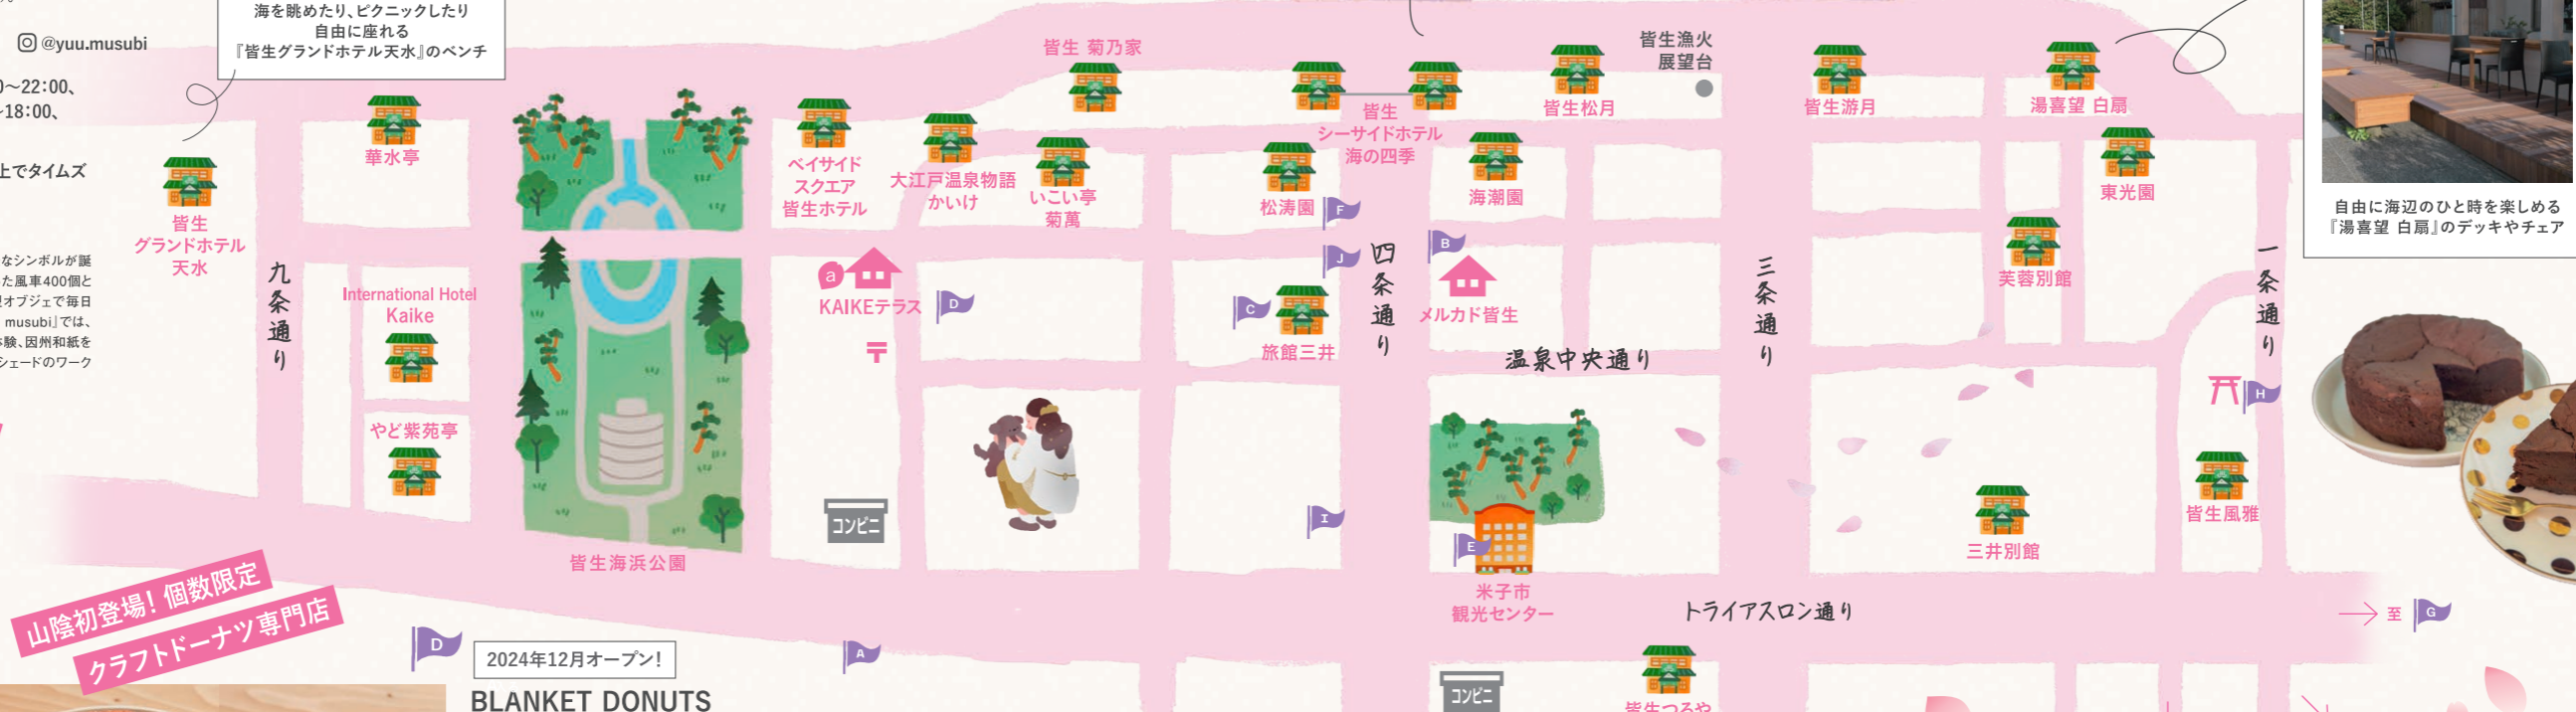 海を眺めたり、ピクニックしたり
自由に座れる
『皆生グランドホテル天水』のベンチ
@yuu.musubi
〜22:00、
18:00、
上でタイムズ
なシンボルが誕
た風車400個と
オブジェで毎日
musubi』では、
験、因州和紙を
シェードのワーク
皆生 菊乃家
皆生漁火
展望台
皆生松月
皆生游月
湯喜望 白扇
華水亭
皆生
シーサイドホテル
海の四季
ベイサイド
スクエア
皆生ホテル
大江戸温泉物語
かいけ
いこい亭
菊萬
松涛園
F
海潮園
東光園
自由に海辺のひと時を楽しめる
『湯喜望 白扇』のデッキやチェア
皆生
グランドホテル
天水
九条通り
四条通り
三条通り
一条通り
B
J
芙蓉別館
a
KAIKEテラス
D
C
メルカド皆生
International Hotel
Kaike
〒
旅館三井
温泉中央通り
H
やど紫苑亭
コンビニ
I
E
皆生風雅
三井別館
皆生海浜公園
米子市
観光センター
トライアスロン通り
至
G
山陰初登場！個数限定
クラフトドーナツ専門店
D
2024年12月オープン！
BLANKET DONUTS
A
コンビニ
皆生つるや